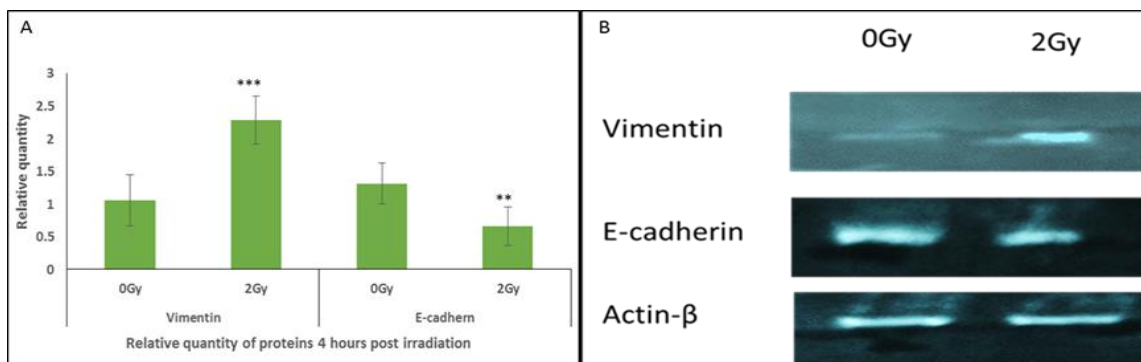 A
Relative quantity
3
2.5
2
1.5
1
0.5
0
***
**
0Gy 2Gy 0Gy 2Gy
Vimentin E-cadhern
Relative quantity of proteins 4 hours post irradiation
B
0Gy 2Gy
Vimentin
E-cadherin
Actin-β